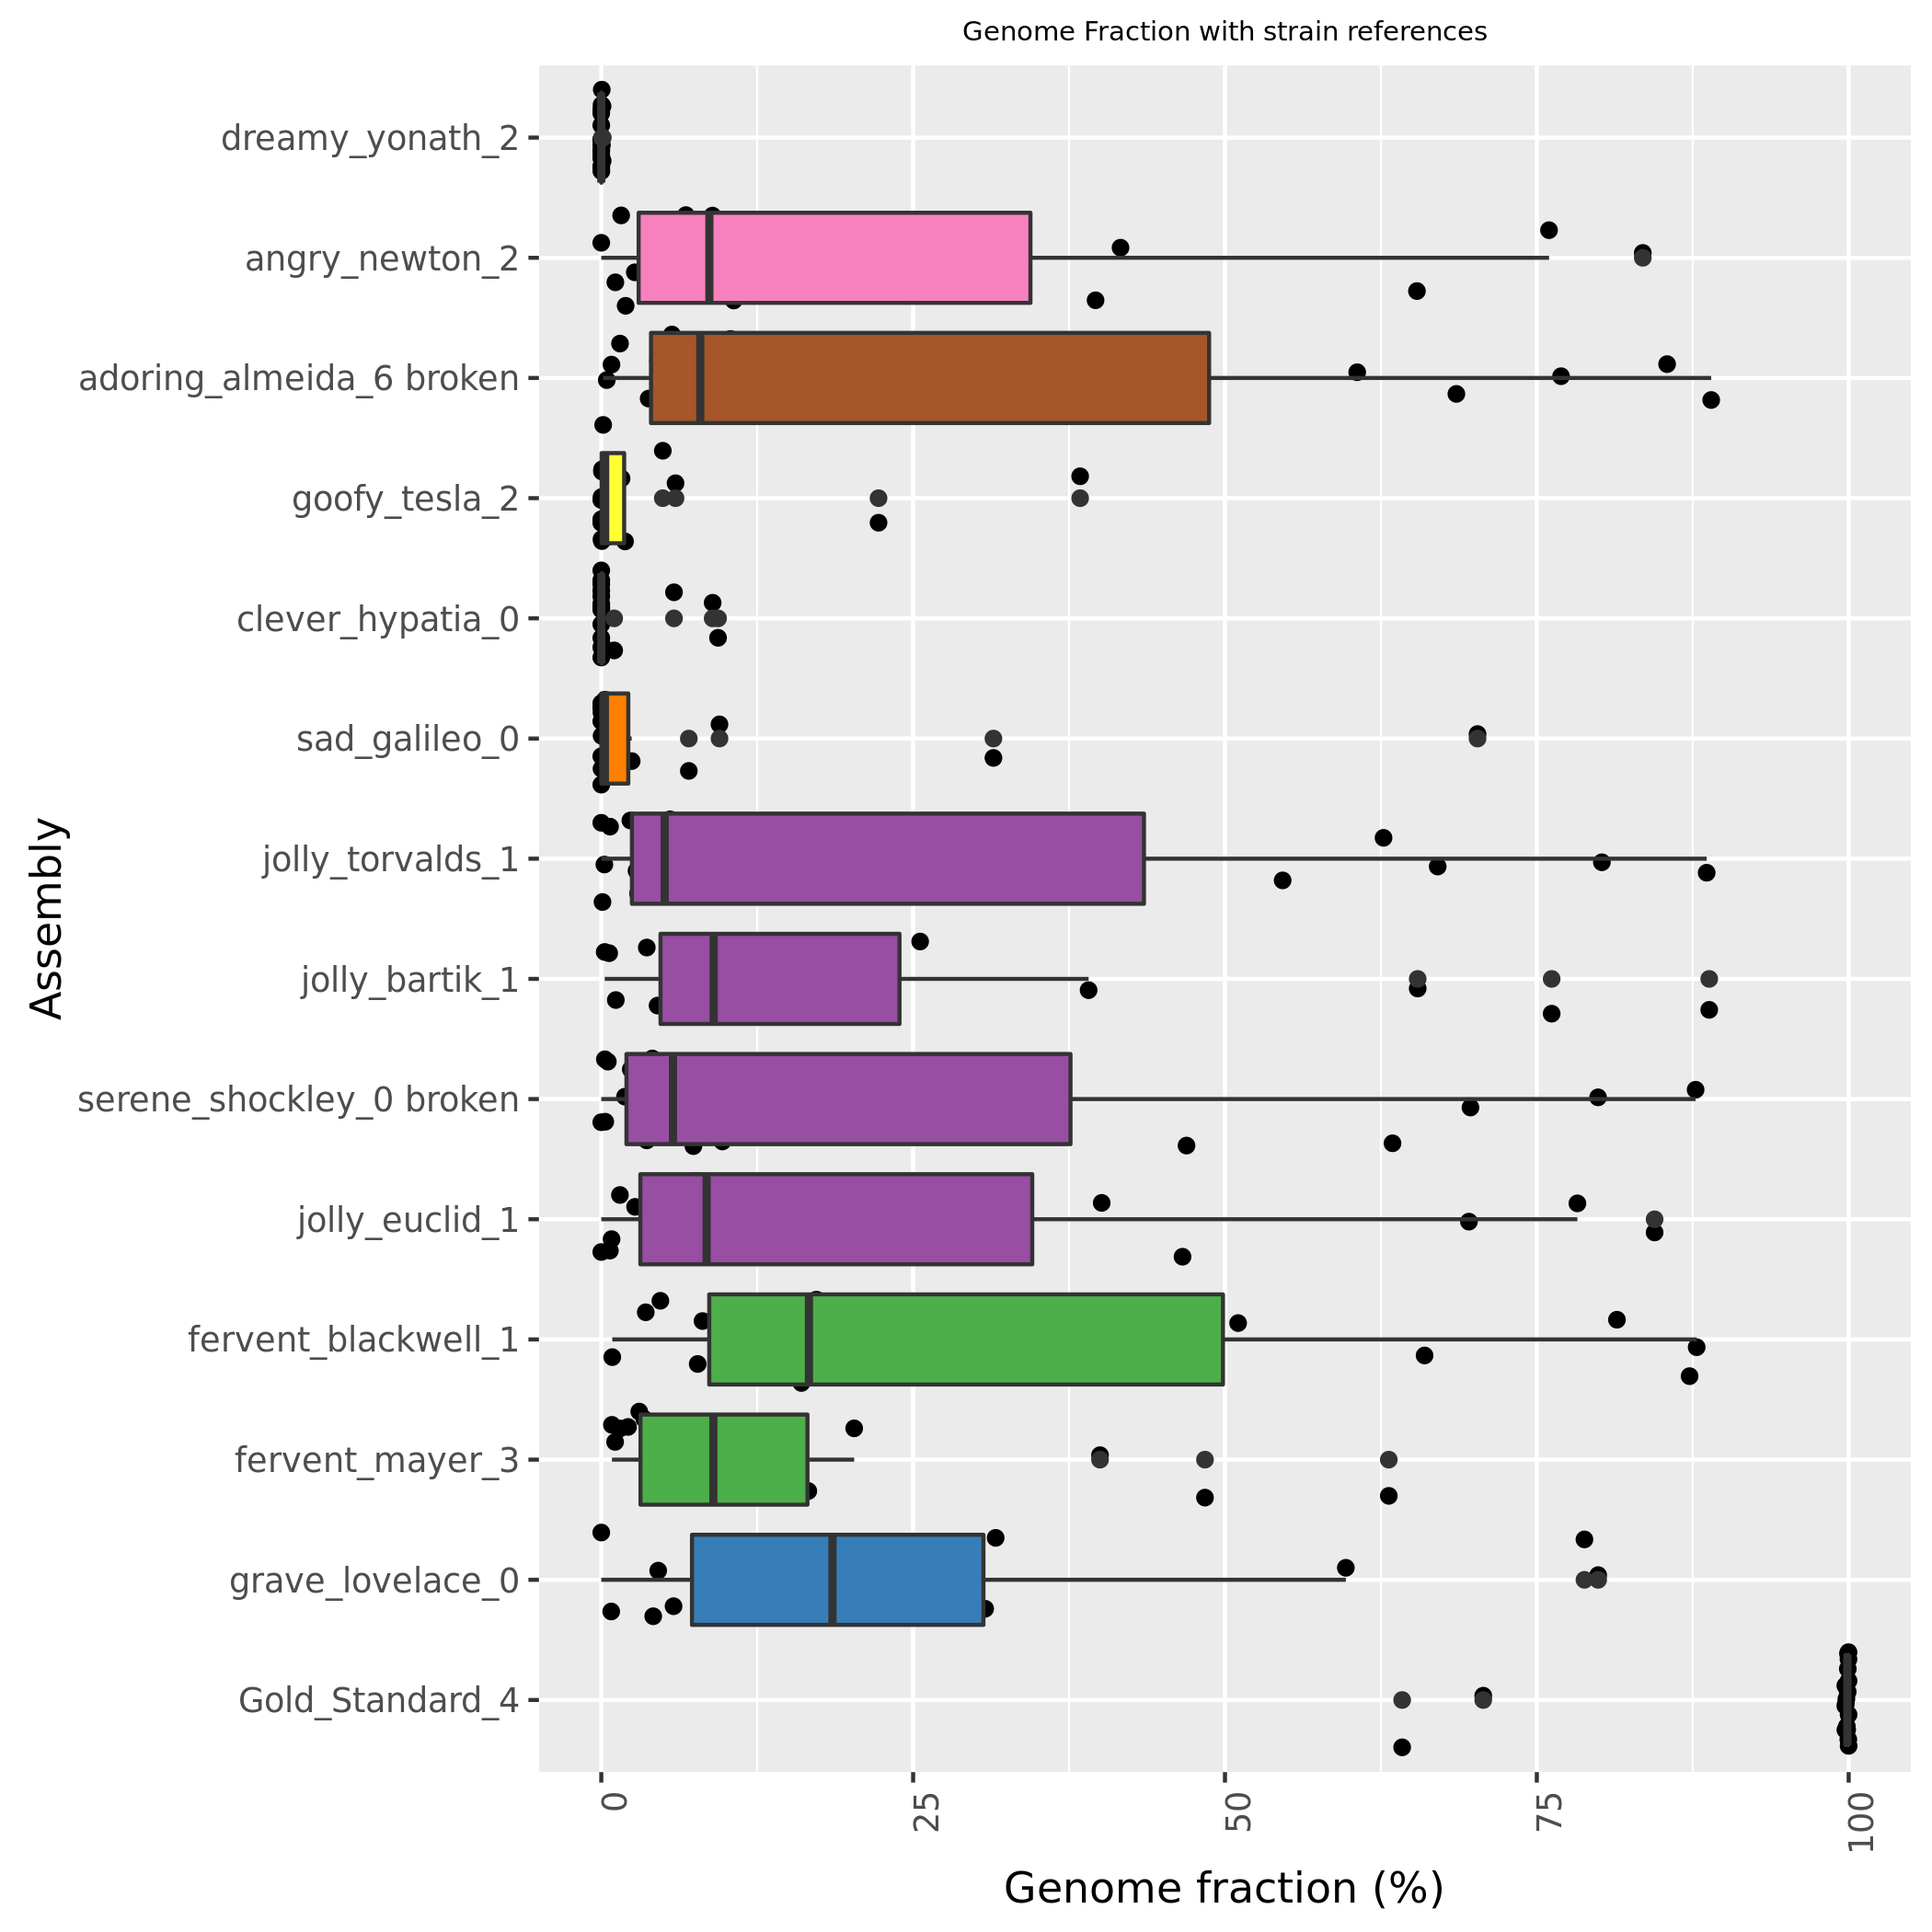 Genome Fraction with strain references
dreamy_yonath_2
angry_newton_2
adoring_almeida_6 broken
goofy_tesla_2
clever_hypatia_0
sad_galileo_0
jolly_torvalds_1
jolly_bartik_1
serene_shockley_0 broken
jolly_euclid_1
fervent_blackwell_1
fervent_mayer_3
grave_lovelace_0
Gold_Standard_4
Assembly
0
25
50
75
100
Genome fraction (%)